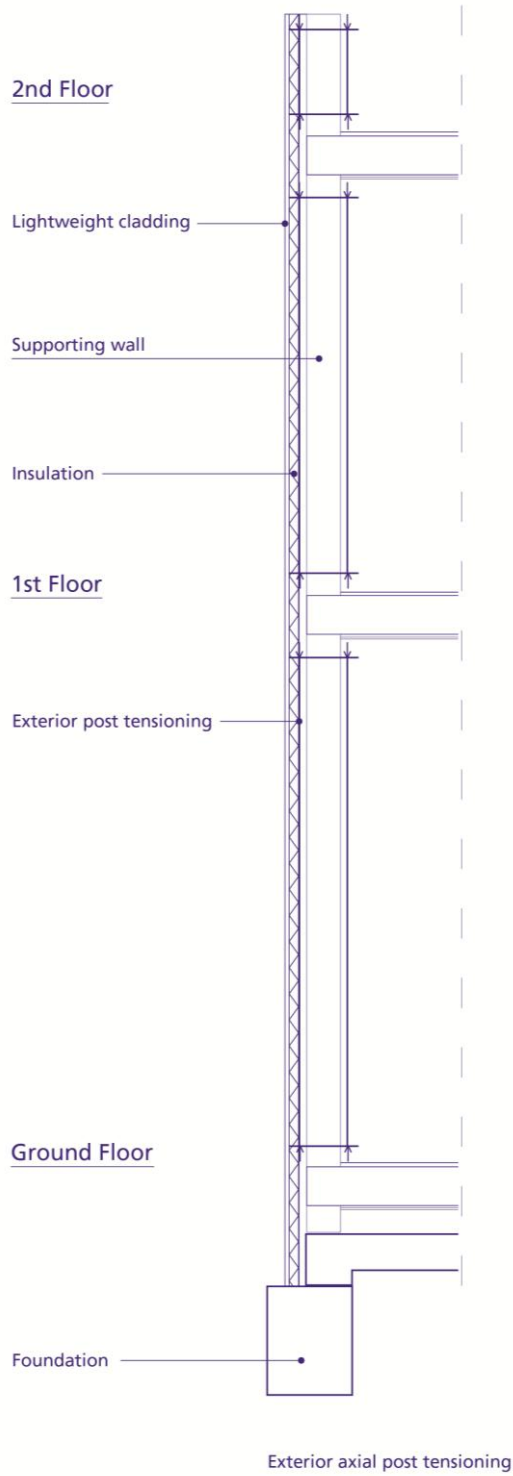 2nd Floor
Lightweight cladding
Supporting wall
Insulation
1st Floor
Exterior post tensioning
Ground Floor
Foundation
Exterior axial post tensioning